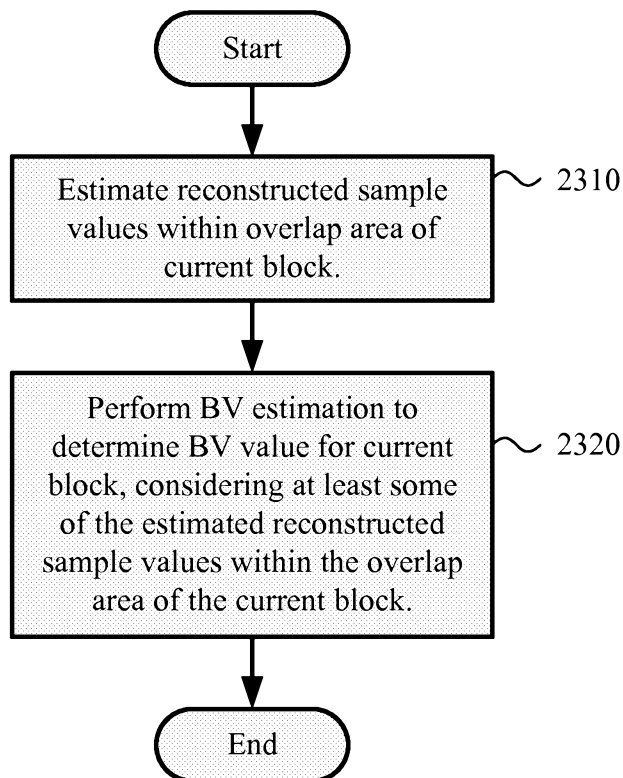 Start
Estimate reconstructed sample
values within overlap area of
current block.
2310
Perform BV estimation to
determine BV value for current
block, considering at least some
of the estimated reconstructed
sample values within the overlap
area of the current block.
2320
End